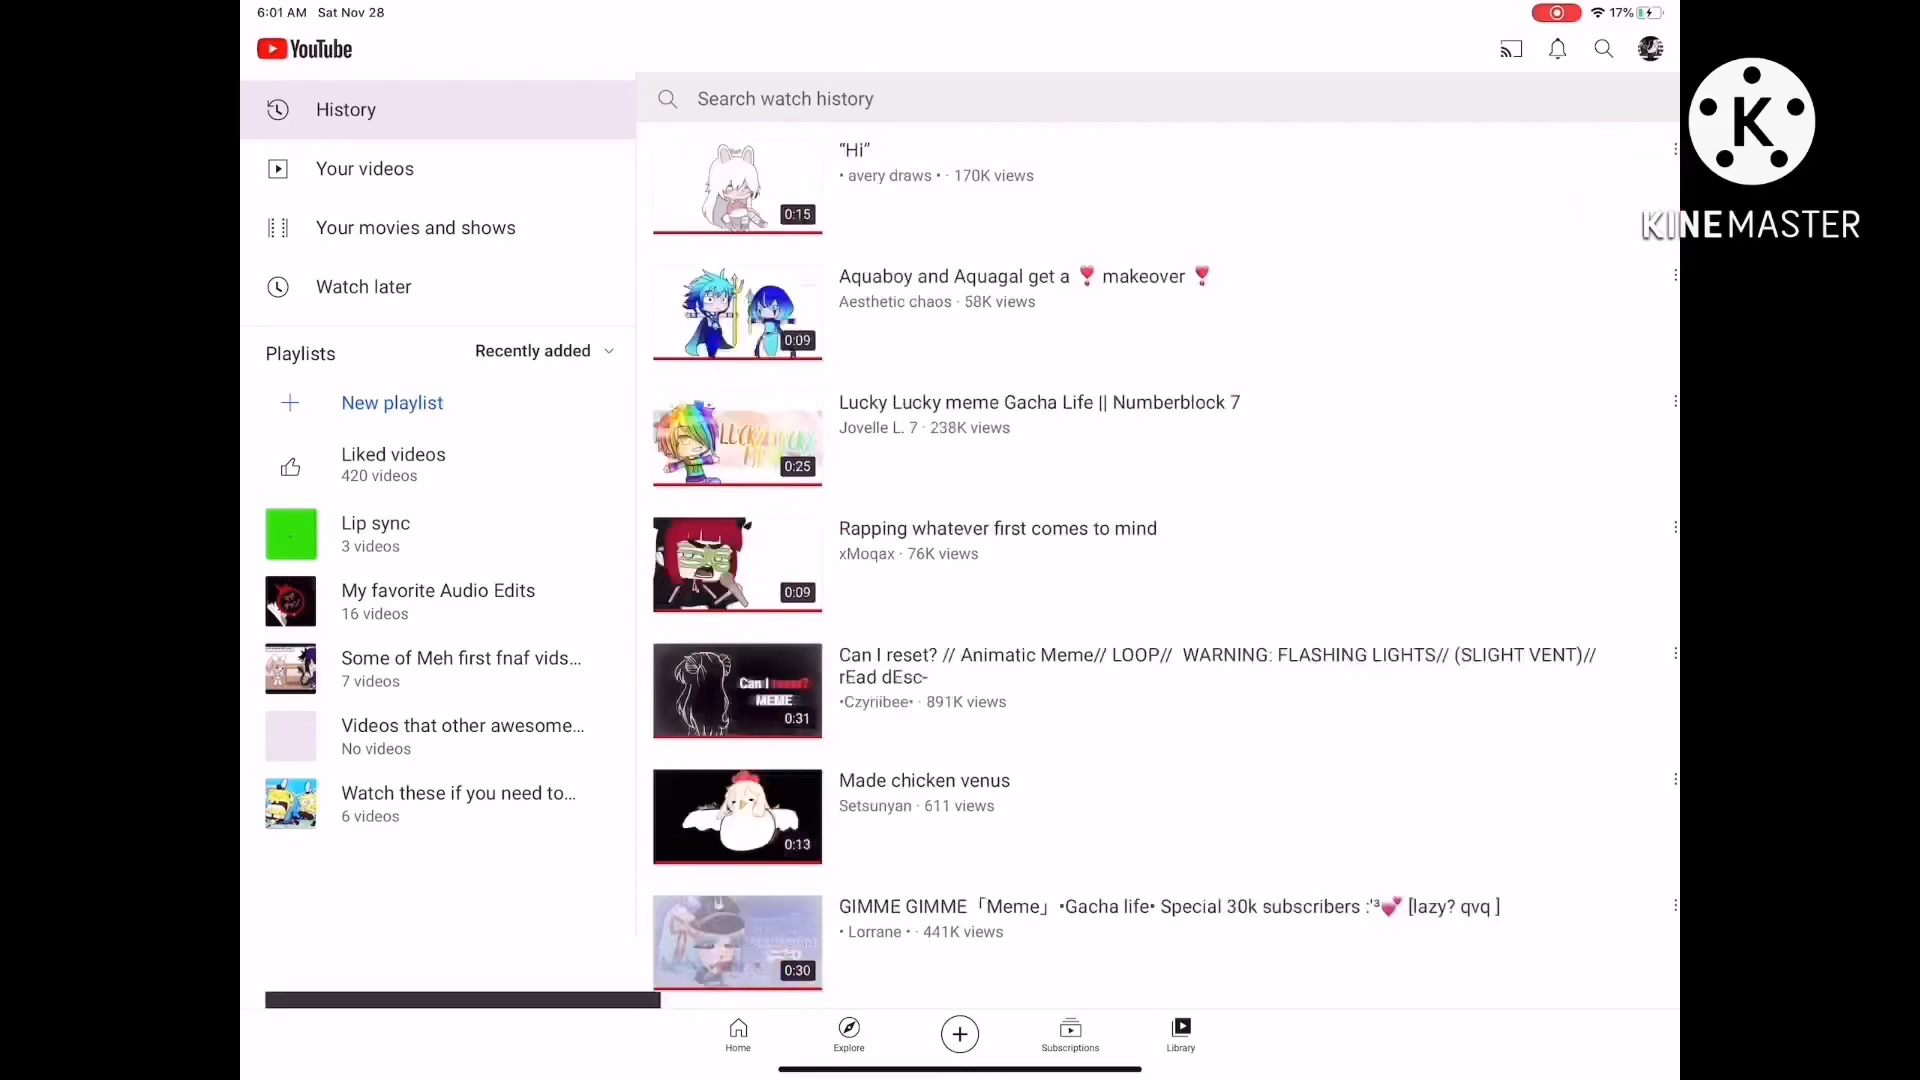 6:01 AM Sat Nov 28
17%
YouTube
History
Your videos
Your movies and shows
Watch later
Playlists
Recently added
New playlist
Liked videos
420 videos
Lip sync
3 videos
My favorite Audio Edits
16 videos
Some of Meh first fnaf vids...
7 videos
Videos that other awesome...
No videos
Watch these if you need to...
6 videos
Search watch history
“Hi”
• avery draws • · 170K views
0:15
Aquaboy and Aquagal get a ❣️ makeover ❣️
Aesthetic chaos · 58K views
0:09
Lucky Lucky meme Gacha Life || Numberblock 7
Jovelle L. 7 · 238K views
0:25
Rapping whatever first comes to mind
xMoqax · 76K views
0:09
Can I reset? // Animatic Meme// LOOP// WARNING: FLASHING LIGHTS// (SLIGHT VENT)//
rEad dEsc-
•Czyriibee• · 891K views
Can I reset?
MEME
0:31
Made chicken venus
Setsunyan · 611 views
0:13
GIMME GIMME「Meme」•Gacha life• Special 30k subscribers :'³💕 [lazy? qvq ]
• Lorrane • · 441K views
0:30
Home
Explore
Subscriptions
Library
K
KINEMASTER